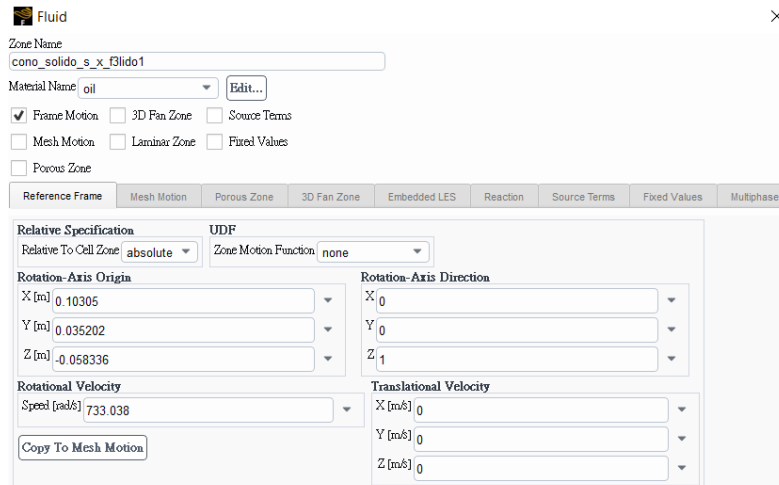 Fluid
Zone Name
cono_solido_s_x_f3lido1
Material Name oil Edit...
Frame Motion 3D Fan Zone Source Terms
Mesh Motion Laminar Zone Fixed Values
Porous Zone
Reference Frame Mesh Motion Porous Zone 3D Fan Zone Embedded LES Reaction Source Terms Fixed Values Multiphase
Relative Specification UDF
Relative To Cell Zone absolute Zone Motion Function none
Rotation-Axis Origin Rotation-Axis Direction
X [m] 0.10305 X 0
Y [m] 0.035202 Y 0
Z [m] -0.058336 Z 1
Rotational Velocity Translational Velocity
Speed [rad/s] 733.038 X [m/s] 0
Copy To Mesh Motion Y [m/s] 0
Z [m/s] 0